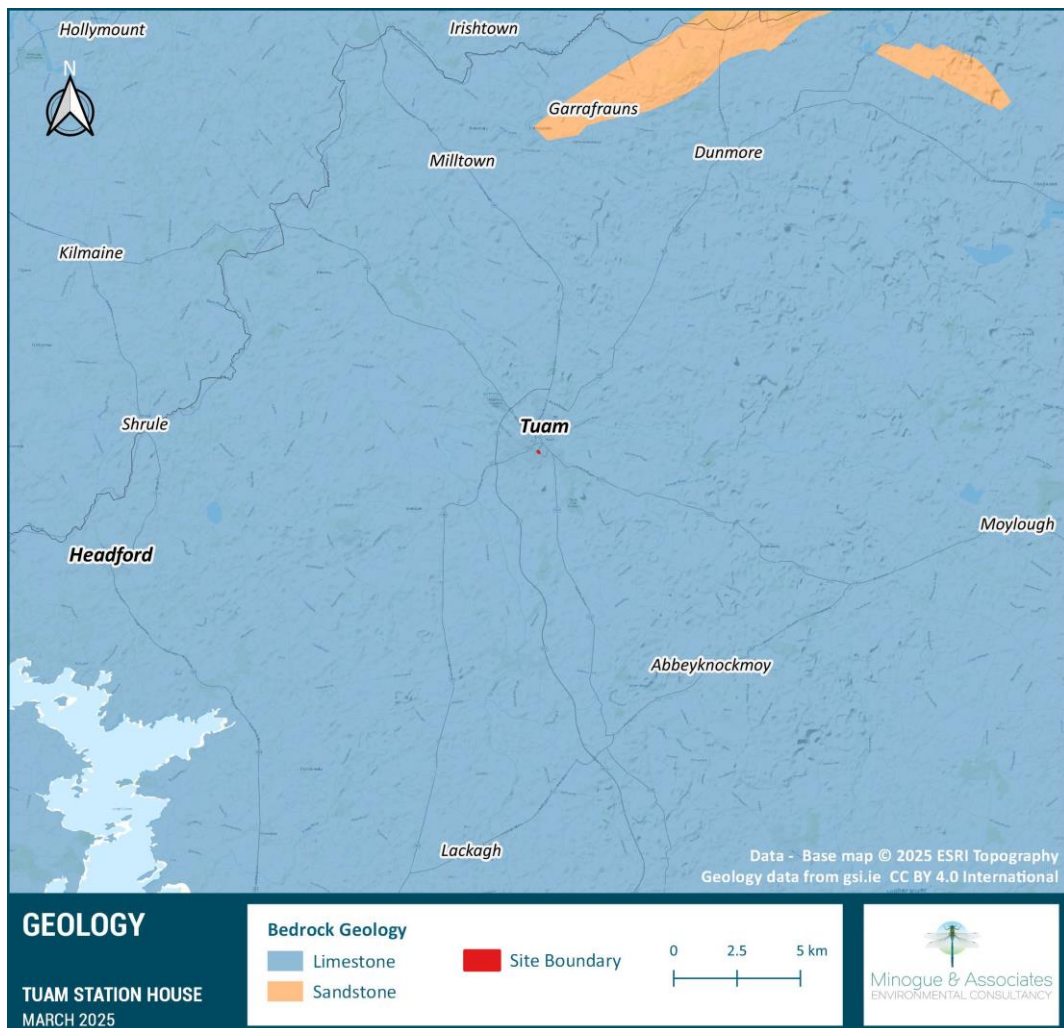 Hollymount
Irishtown
N
Garrafrauns
Milltown
Dunmore
Kilmaine
Shrule
Tuam
Headford
Moylough
Abbeyknockmoy
Lackagh
Data - Base map © 2025 ESRI Topography
Geology data from gsi.ie CC BY 4.0 International
GEOLOGY
TUAM STATION HOUSE
MARCH 2025
Bedrock Geology
Limestone
Sandstone
Site Boundary
0 2.5 5 km
Minogue & Associates
ENVIRONMENTAL CONSULTANCY